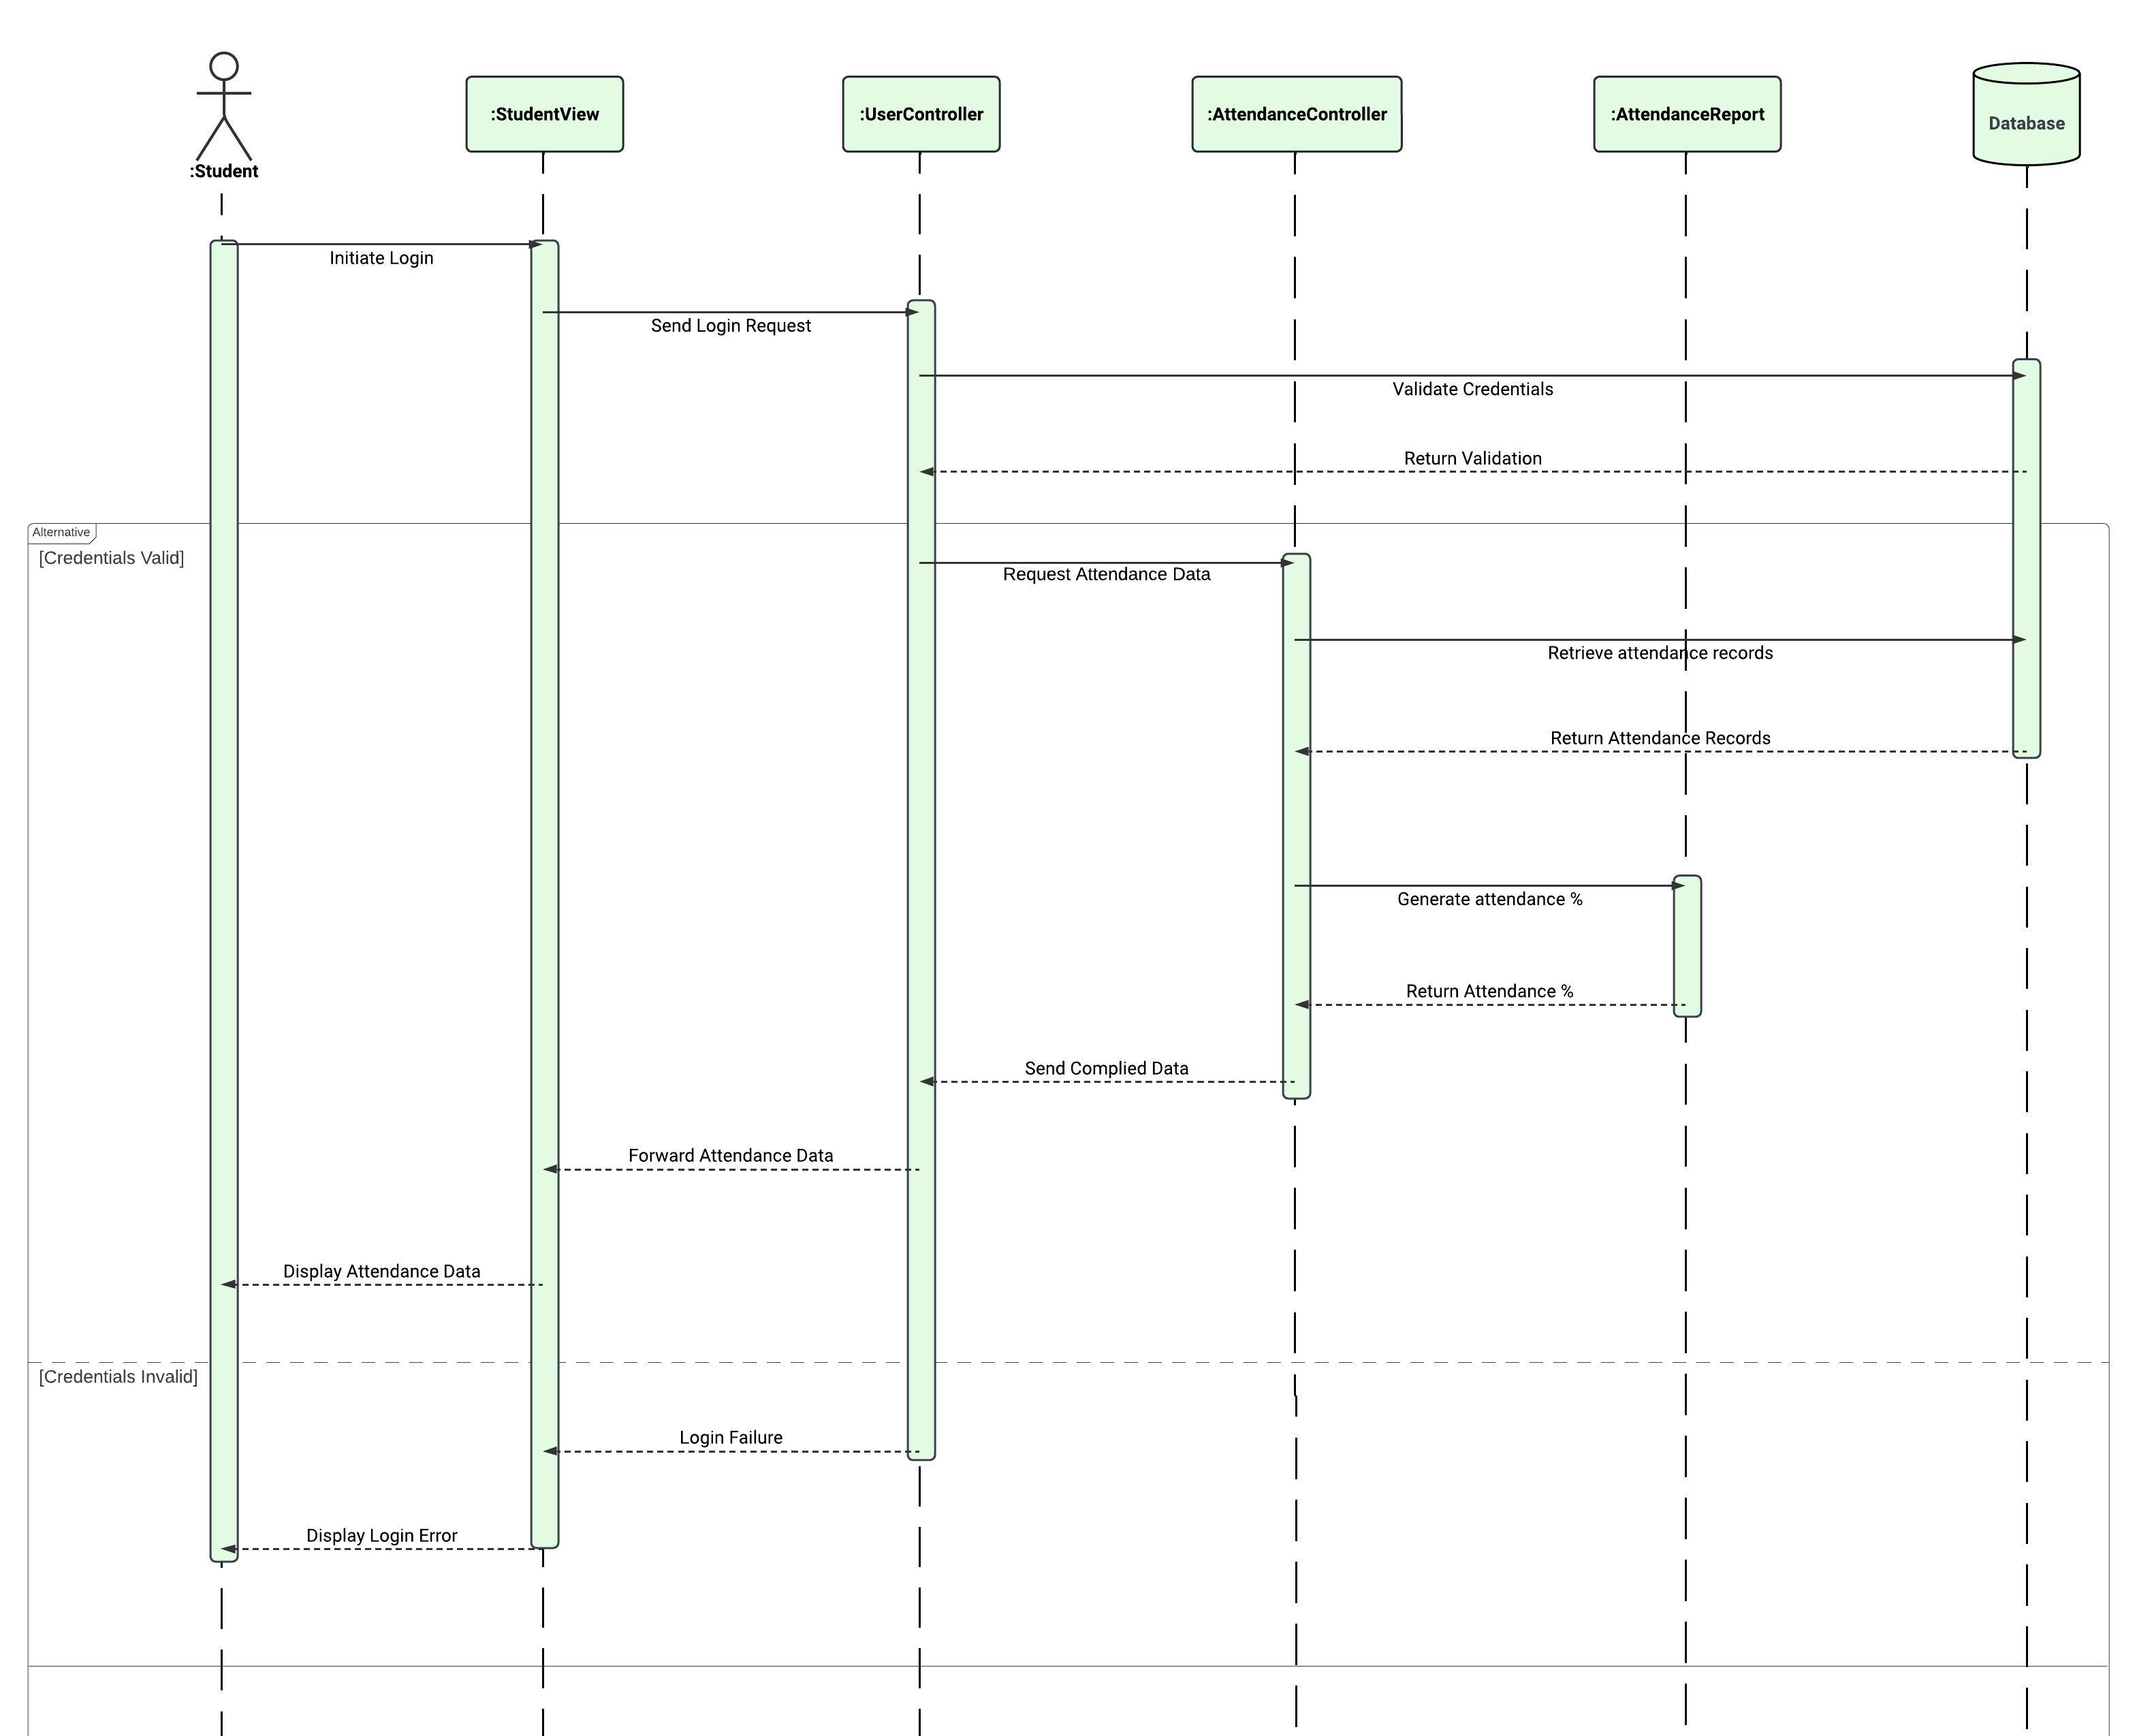 :Student
:StudentView
:UserController
:AttendanceController
:AttendanceReport
Database
Initiate Login
Send Login Request
Validate Credentials
Return Validation
Alternative
[Credentials Valid]
Request Attendance Data
Retrieve attendance records
Return Attendance Records
Generate attendance %
Return Attendance %
Send Complied Data
Forward Attendance Data
Display Attendance Data
[Credentials Invalid]
Login Failure
Display Login Error